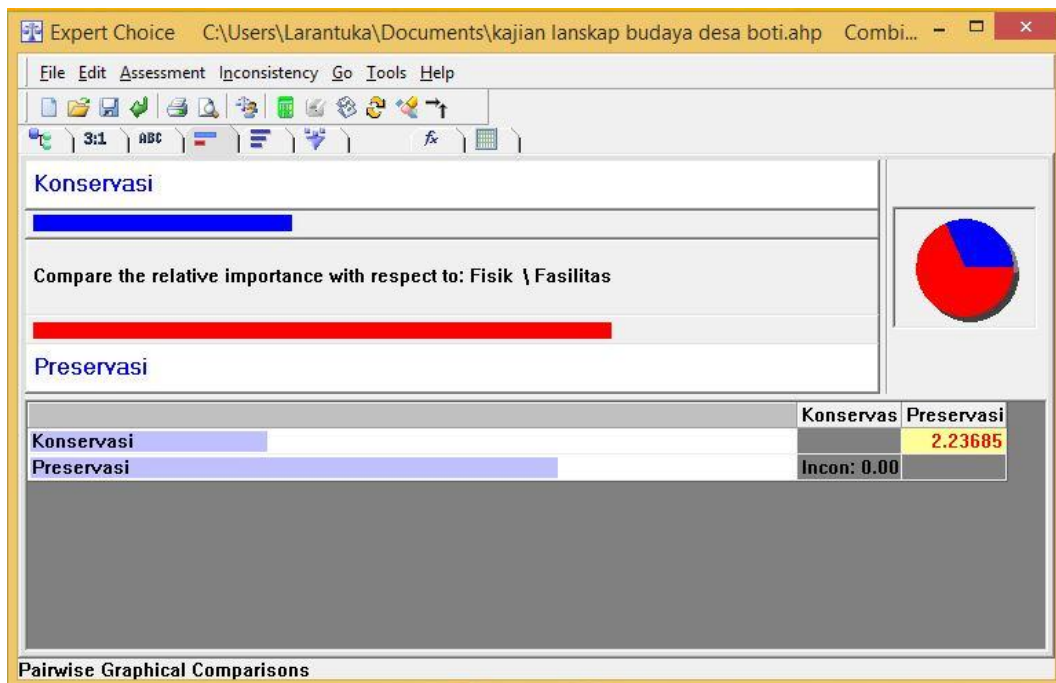 Expert Choice C:\Users\Larantuka\Documents\kajian lanskap budaya desa boti.ahp Combi...
File Edit Assessment Inconsistency Go Tools Help
3:1 ABC fx
Konservasi
Compare the relative importance with respect to: Fisik \ Fasilitas
Preservasi
Konservas Preservasi
Konservasi 2.23685
Preservasi Incon: 0.00
Pairwise Graphical Comparisons